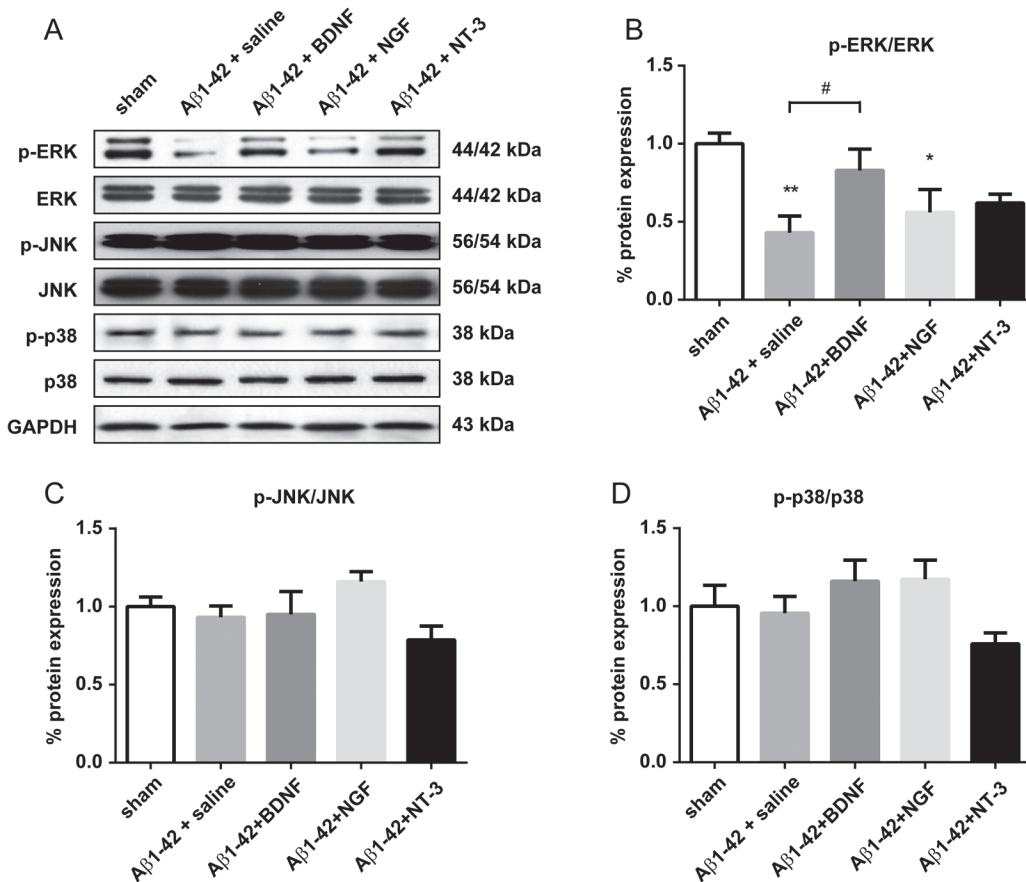 A
sham
Aβ1-42 + saline
Aβ1-42 + BDNF
Aβ1-42 + NGF
Aβ1-42 + NT-3
p-ERK 44/42 kDa
ERK 44/42 kDa
p-JNK 56/54 kDa
JNK 56/54 kDa
p-p38 38 kDa
p38 38 kDa
GAPDH 43 kDa
B
p-ERK/ERK
% protein expression
1.5
1.0
0.5
0.0
#
**
*
sham
Aβ1-42 + saline
Aβ1-42+BDNF
Aβ1-42+NGF
Aβ1-42+NT-3
C
p-JNK/JNK
% protein expression
1.5
1.0
0.5
0.0
sham
Aβ1-42 + saline
Aβ1-42+BDNF
Aβ1-42+NGF
Aβ1-42+NT-3
D
p-p38/p38
% protein expression
1.5
1.0
0.5
0.0
sham
Aβ1-42 + saline
Aβ1-42+BDNF
Aβ1-42+NGF
Aβ1-42+NT-3